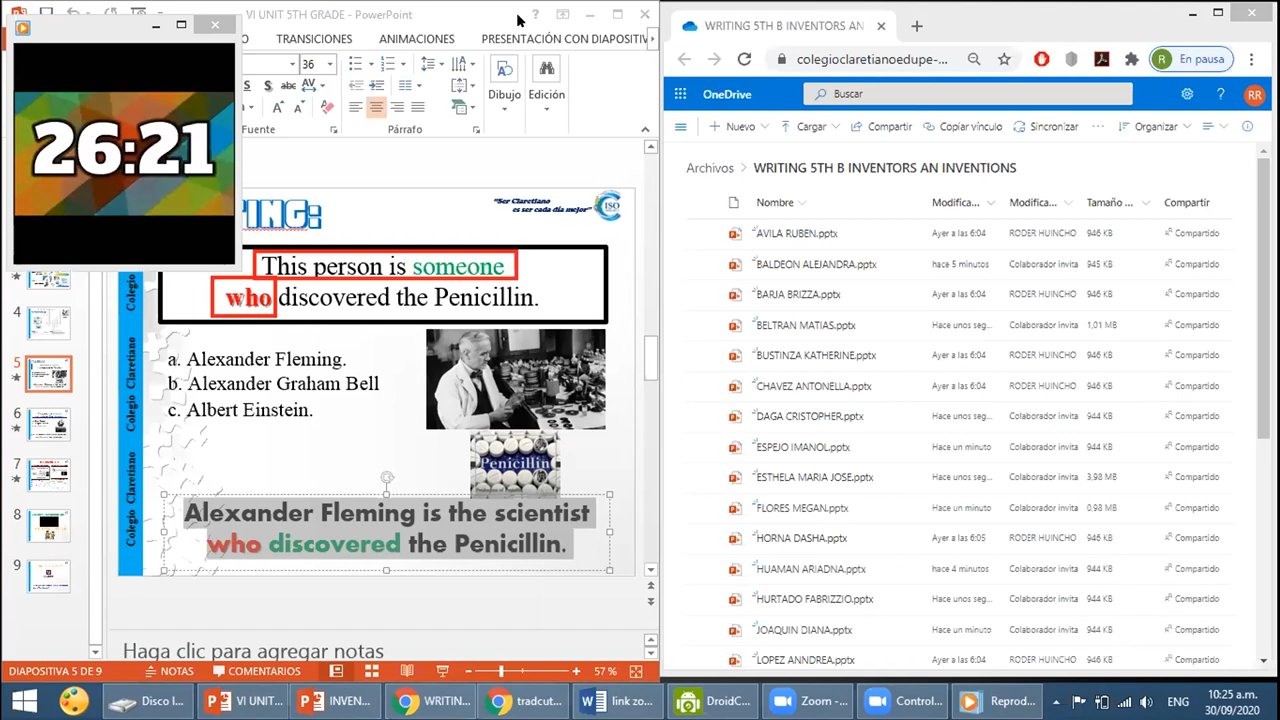 VI UNIT 5TH GRADE - PowerPoint
TRANSICIONES
ANIMACIONES
PRESENTACIÓN CON DIAPOSITIV
36
Dibujo
Edición
Párrafo
26:21
"Ser Claretiano
es ser cada día mejor"
ISO
This person is someone
who discovered the Penicillin.
a. Alexander Fleming.
b. Alexander Graham Bell
c. Albert Einstein.
Penicillin
Alexander Fleming is the scientist
who discovered the Penicillin.
Colegio Claretiano
Colegio Claretiano
4
5
6
7
8
9
Haga clic para agregar notas
DIAPOSITIVA 5 DE 9
NOTAS
COMENTARIOS
57 %
WRITING 5TH B INVENTORS AN
colegioclaretianoedupe-...
R
En pausa
OneDrive
Buscar
RR
Nuevo
Cargar
Compartir
Copiar vínculo
Sincronizar
Organizar
Archivos > WRITING 5TH B INVENTORS AN INVENTIONS
Nombre Modifica... Modifica... Tamaño ... Compartir
AVILA RUBEN.pptx Ayer a las 6:04 RODER HUINCHO 946 KB Compartido
BALDEON ALEJANDRA.pptx hace 5 minutos Colaborador invita 945 KB Compartido
BARJA BRIZZA.pptx Ayer a las 6:04 RODER HUINCHO 946 KB Compartido
BELTRAN MATIAS.pptx Hace unos seg... Colaborador invita 1,01 MB Compartido
BUSTINZA KATHERINE.pptx Ayer a las 6:04 RODER HUINCHO 946 KB Compartido
CHAVEZ ANTONELLA.pptx Ayer a las 6:04 RODER HUINCHO 946 KB Compartido
DAGA CRISTOPHER.pptx Hace unos seg... Colaborador invita 944 KB Compartido
ESPEJO IMANOL.pptx Hace un minuto Colaborador invita 944 KB Compartido
ESTHELA MARIA JOSE.pptx Hace unos seg... Colaborador invita 3,98 MB Compartido
FLORES MEGAN.pptx Hace un minuto Colaborador invita 0,98 MB Compartido
HORNA DASHA.pptx Ayer a las 6:05 RODER HUINCHO 946 KB Compartido
HUAMAN ARIADNA.pptx hace 4 minutos Colaborador invita 944 KB Compartido
HURTADO FABRIZZIO.pptx Hace unos seg... Colaborador invita 944 KB Compartido
JOAQUIN DIANA.pptx Hace un minuto Colaborador invita 944 KB Compartido
LOPEZ ANNDREA.pptx Ayer a las 6:04 RODER HUINCHO 946 KB Compartido
Disco l...
VI UNIT...
INVEN...
WRITIN...
tradcut...
link zo...
DroidC...
Zoom -...
Control...
Reprod...
ENG
10:25 a.m.
30/09/2020